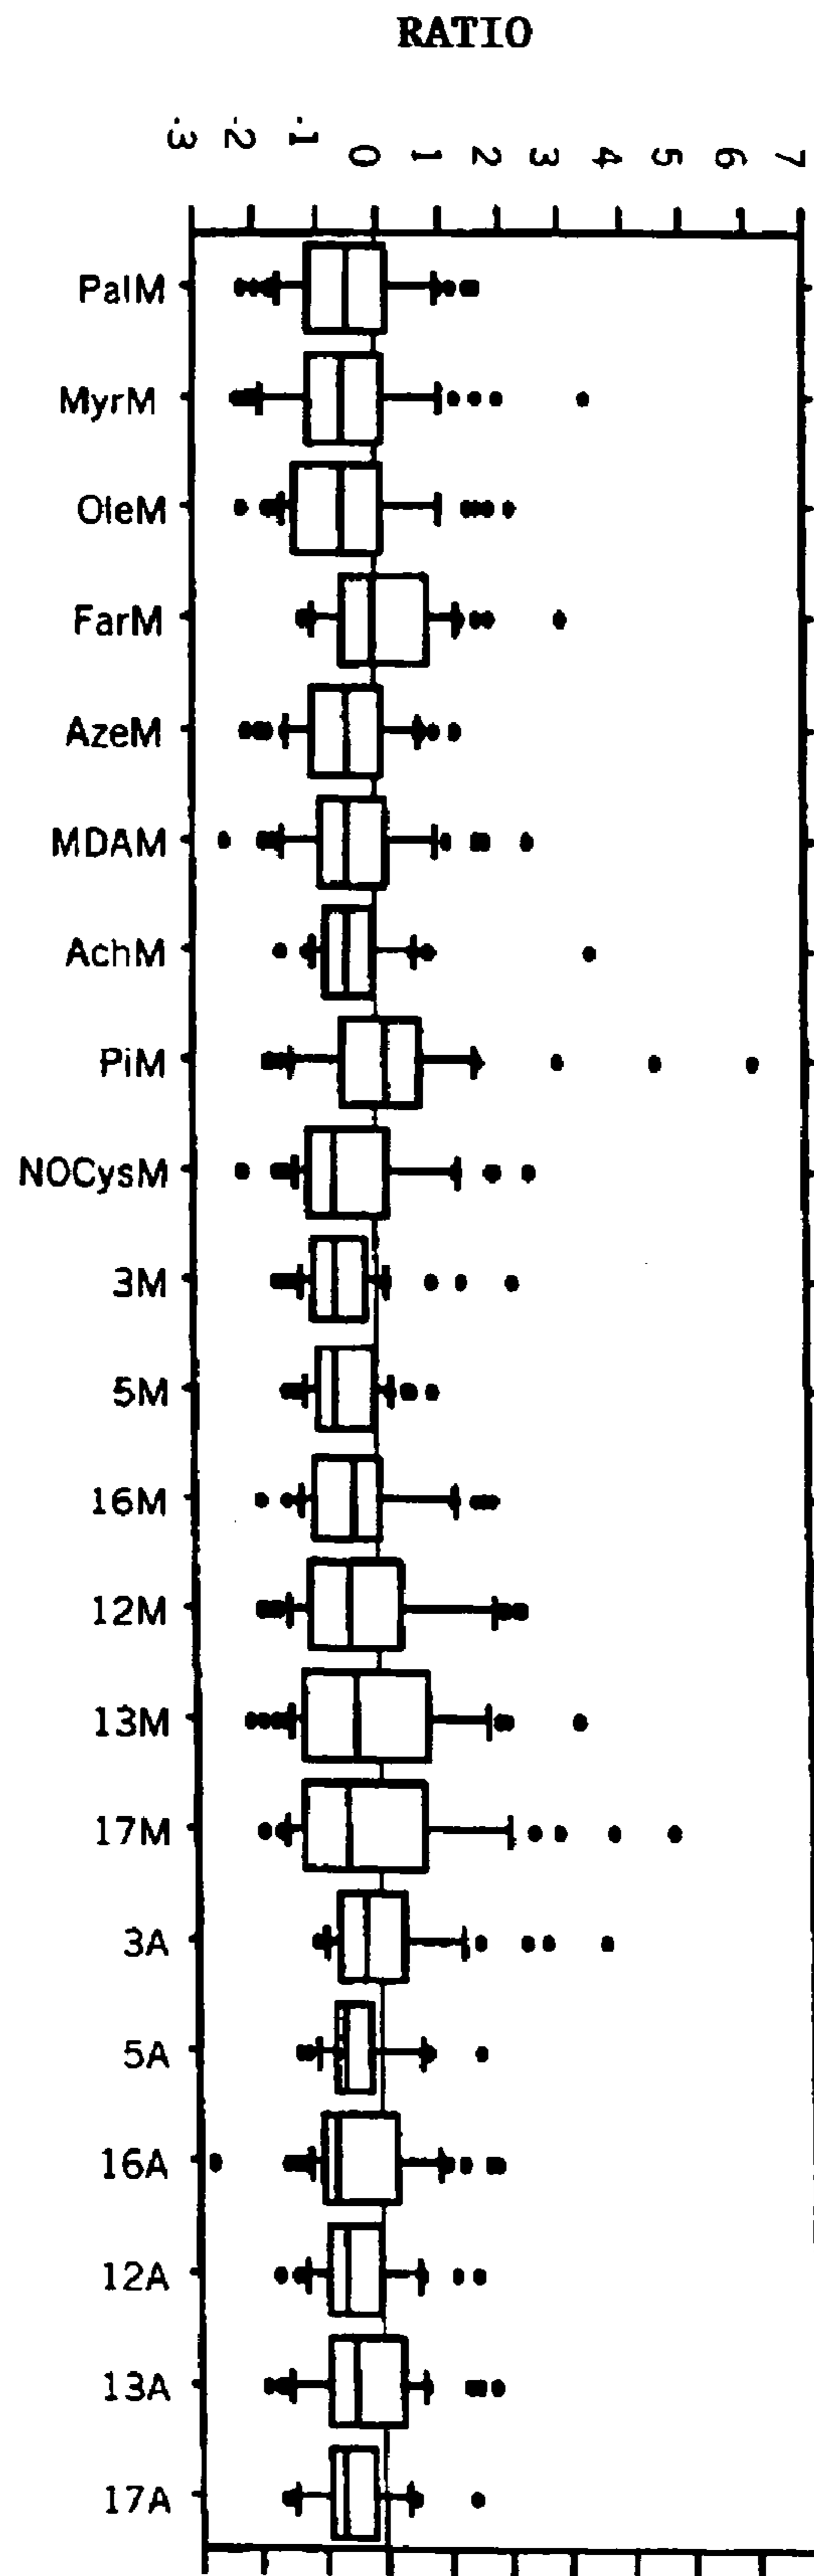 RATIO
-3 -2 -1 0 1 2 3 4 5 6 7
PalM
MyrM
OleM
FarM
AzeM
MDAM
AchM
PiM
NOCysM
3M
5M
16M
12M
13M
17M
3A
5A
16A
12A
13A
17A